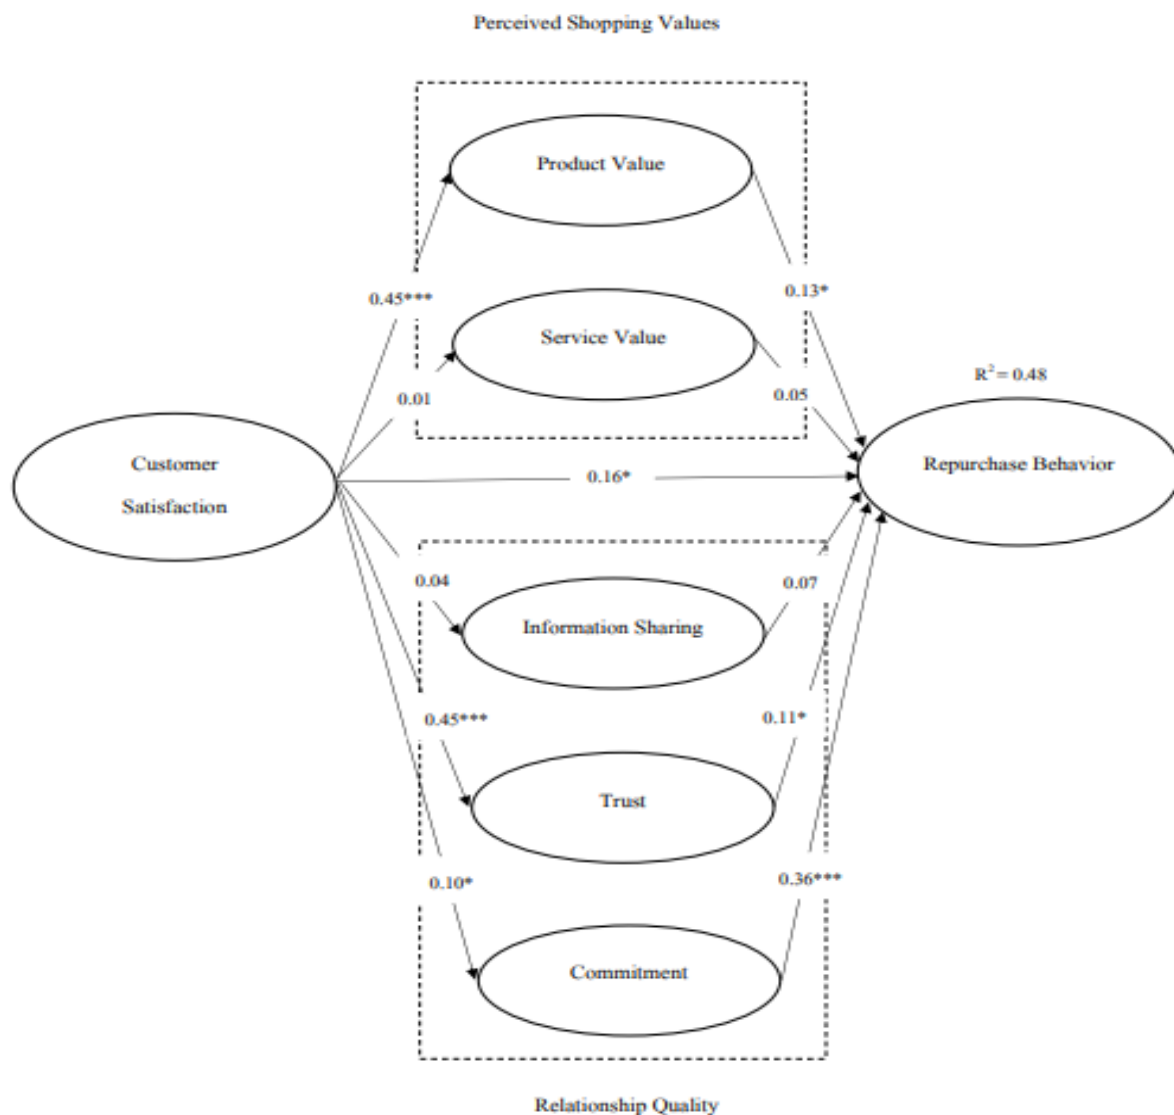 Perceived Shopping Values
Product Value
0.45***
0.13*
Service Value
0.01
0.05
R² = 0.48
Customer
Satisfaction
0.16*
Repurchase Behavior
0.04
0.07
Information Sharing
0.45***
0.11*
Trust
0.10*
0.36***
Commitment
Relationship Quality